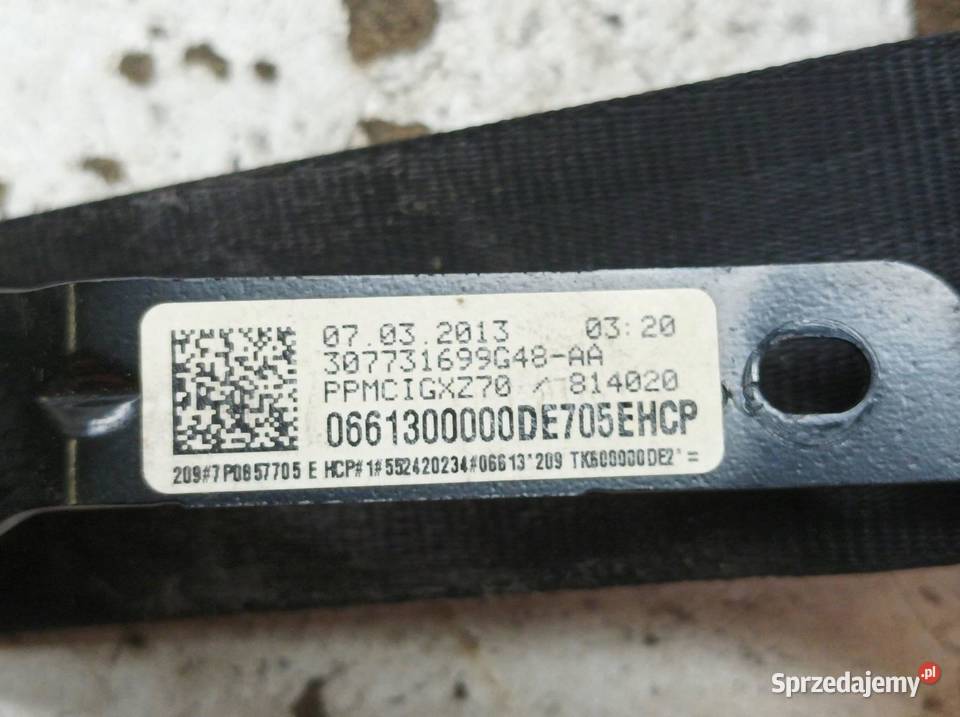 07.03.2013 03:20
307731699G48-AA
PPMCIGXZ70 814020
0661300000DE705EHCP
209#7P0857705 E HCP#1#552420234#06613*209 TK600000DE2*=
Sprzedajemy.pl